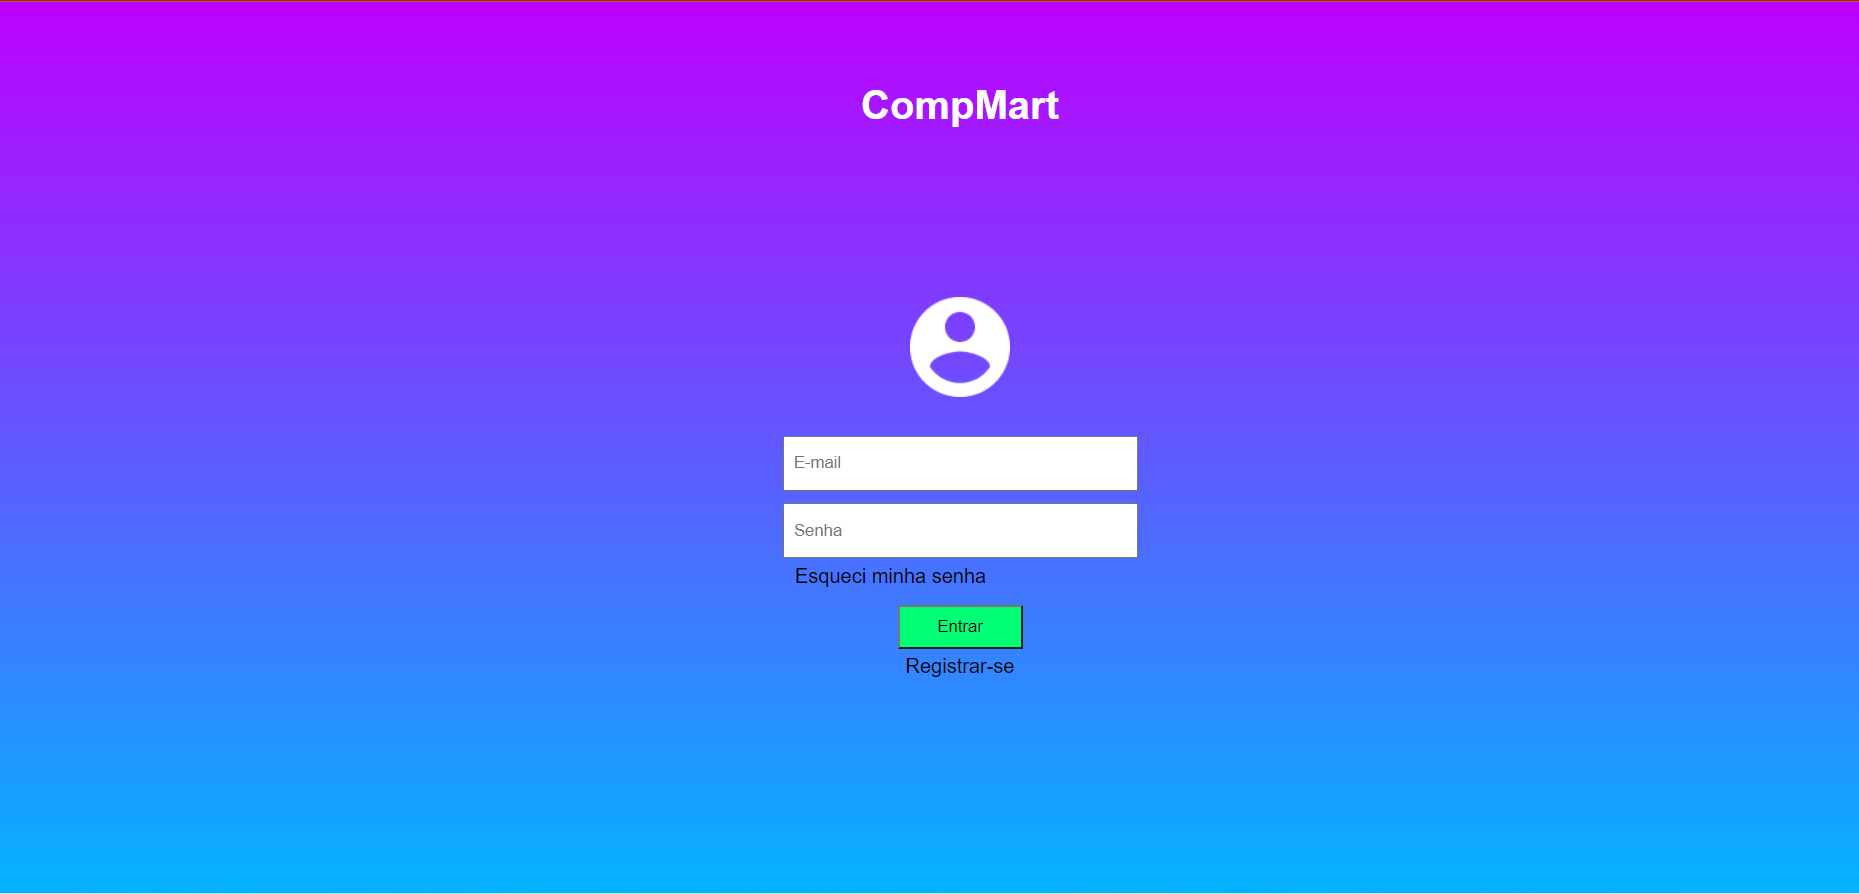 CompMart
E-mail
Senha
Esqueci minha senha
Entrar
Registrar-se